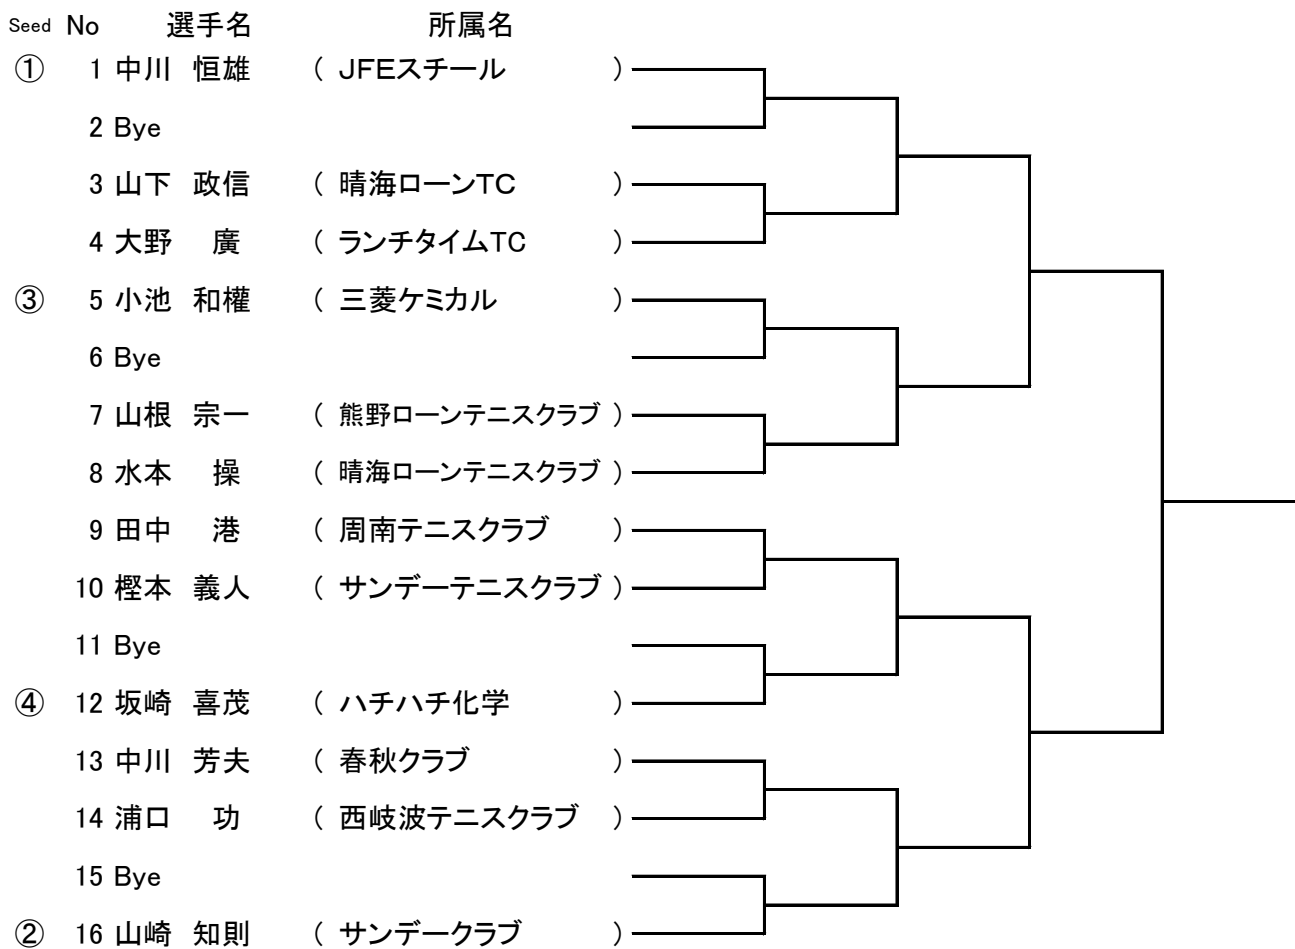 Seed No 選手名 所属名
① 1 中川 恒雄 ( JFEスチール )
2 Bye
3 山下 政信 ( 晴海ローンTC )
4 大野 廣 ( ランチタイムTC )
③ 5 小池 和權 ( 三菱ケミカル )
6 Bye
7 山根 宗一 ( 熊野ローンテニスクラブ )
8 水本 操 ( 晴海ローンテニスクラブ )
9 田中 港 ( 周南テニスクラブ )
10 樫本 義人 ( サンデーテニスクラブ )
11 Bye
④ 12 坂崎 喜茂 ( ハチハチ化学 )
13 中川 芳夫 ( 春秋クラブ )
14 浦口 功 ( 西岐波テニスクラブ )
15 Bye
② 16 山崎 知則 ( サンデークラブ )